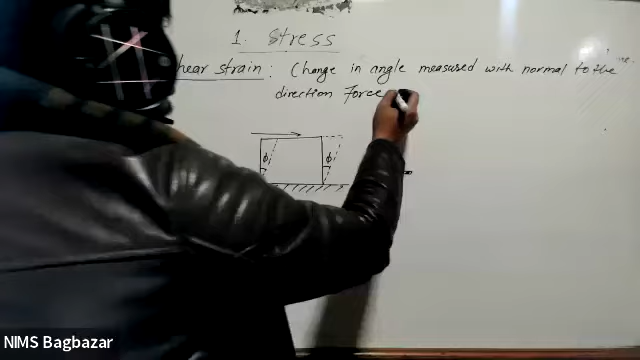 1. Stress
hear strain : Change in angle measured with normal to the
direction Force
φ φ
NIMS Bagbazar